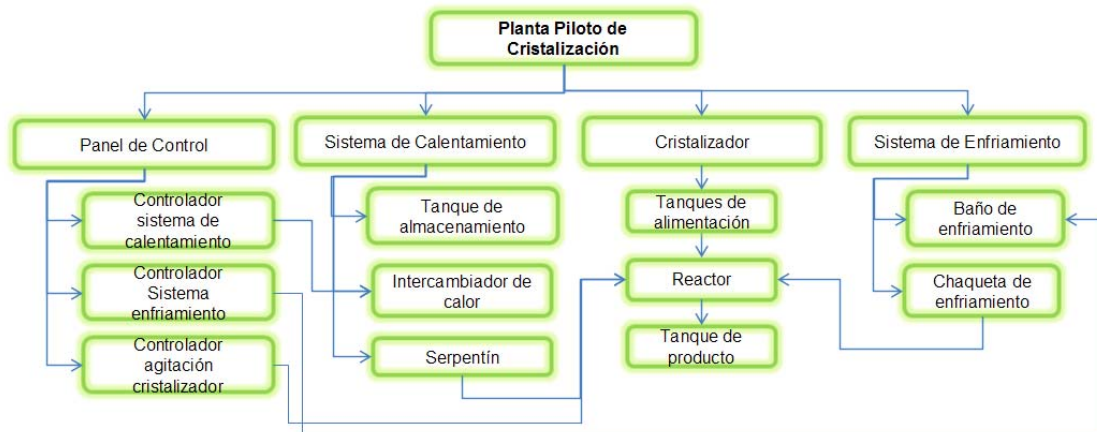 Planta Piloto de
Cristalización
Panel de Control
Sistema de Calentamiento
Cristalizador
Sistema de Enfriamiento
Controlador
sistema de
calentamiento
Tanque de
almacenamiento
Tanques de
alimentación
Baño de
enfriamiento
Controlador
Sistema
enfriamiento
Intercambiador de
calor
Reactor
Chaqueta de
enfriamiento
Controlador
agitación
cristalizador
Serpentín
Tanque de
producto